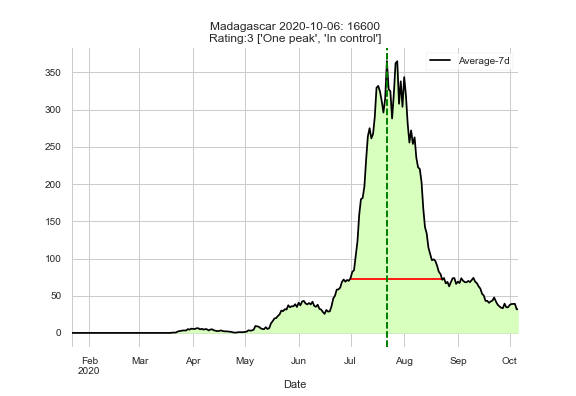 Madagascar 2020-10-06: 16600
Rating:3 ['One peak', 'In control']
Average-7d
350
300
250
200
150
100
50
0
Feb
2020
Mar
Apr
May
Jun
Jul
Aug
Sep
Oct
Date